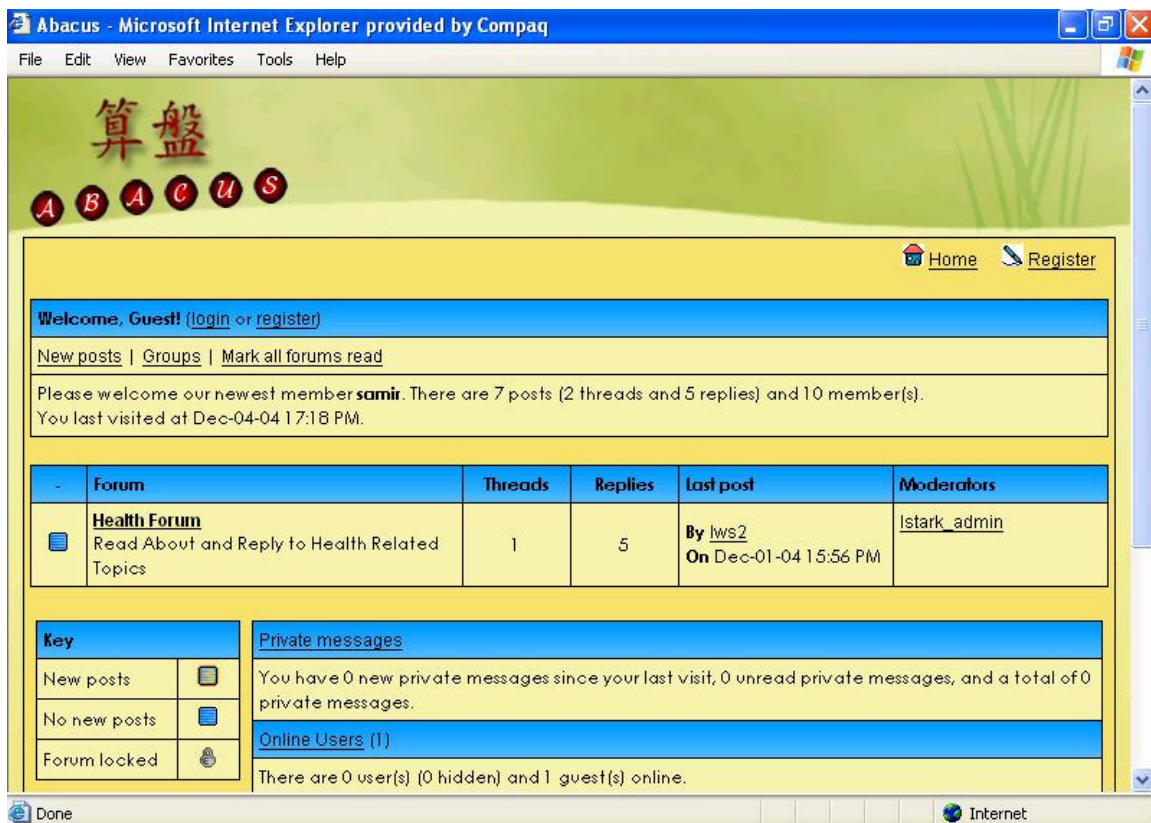 Abacus - Microsoft Internet Explorer provided by Compaq
File Edit View Favorites Tools Help
算盤
ABACUS
Home Register
Welcome, Guest! (login or register)
New posts | Groups | Mark all forums read
Please welcome our newest member samir. There are 7 posts (2 threads and 5 replies) and 10 member(s).
You last visited at Dec-04-04 17:18 PM.
- Forum Threads Replies Last post Moderators
Health Forum
Read About and Reply to Health Related
Topics
1
5
By lws2
On Dec-01-04 15:56 PM
lstark_admin
Key
New posts
No new posts
Forum locked
Private messages
You have 0 new private messages since your last visit, 0 unread private messages, and a total of 0
private messages.
Online Users (1)
There are 0 user(s) (0 hidden) and 1 guest(s) online.
Done
Internet